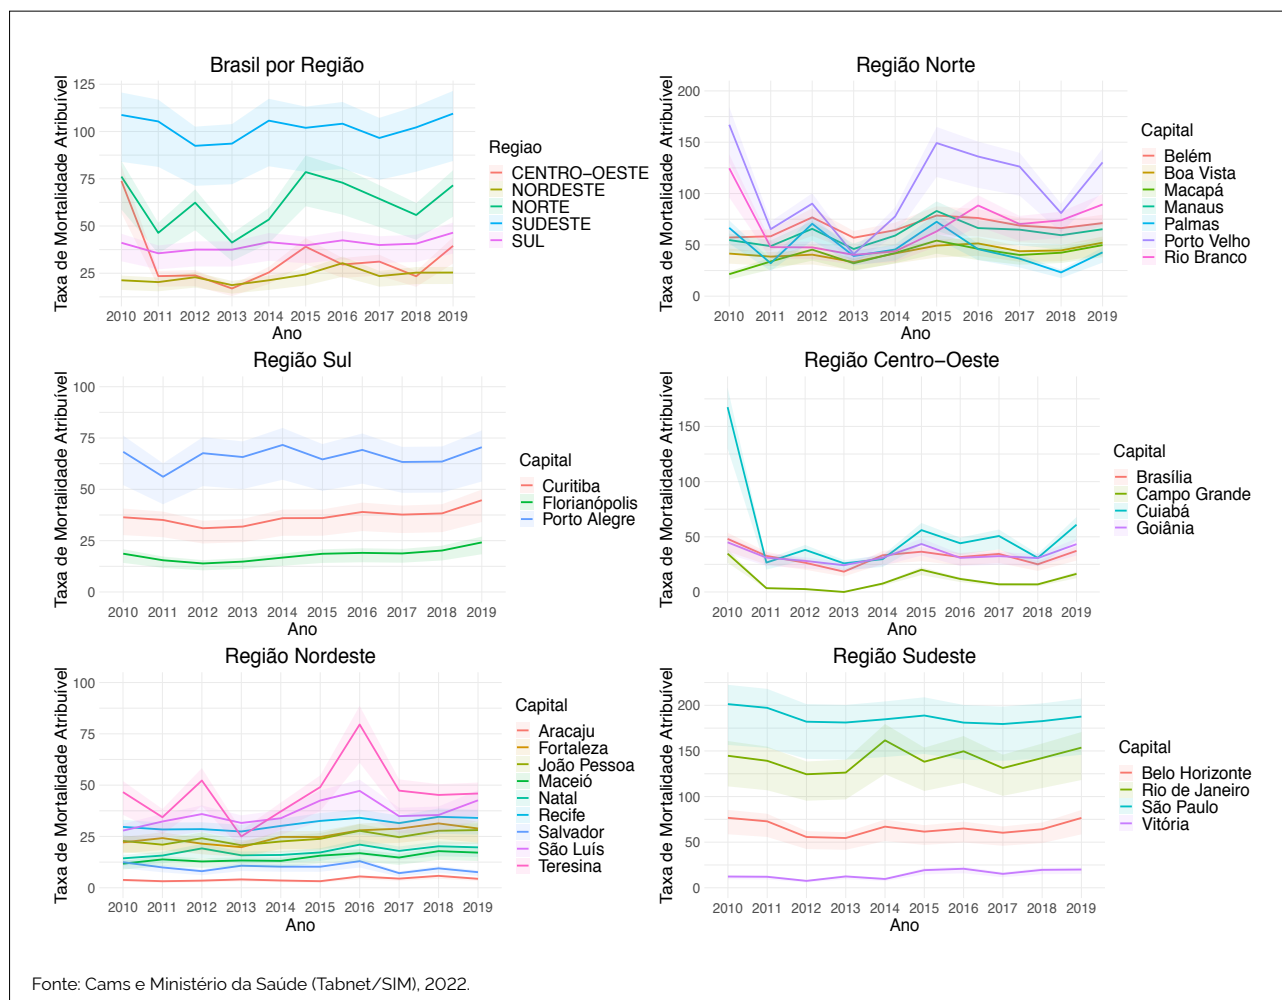 Brasil por Região
Taxa de Mortalidade Atribuível
125
100
75
50
25
2010 2011 2012 2013 2014 2015 2016 2017 2018 2019
Ano
Regiao
CENTRO−OESTE
NORDESTE
NORTE
SUDESTE
SUL
Região Norte
Taxa de Mortalidade Atribuível
200
150
100
50
0
2010 2011 2012 2013 2014 2015 2016 2017 2018 2019
Ano
Capital
Belém
Boa Vista
Macapá
Manaus
Palmas
Porto Velho
Rio Branco
Região Sul
Taxa de Mortalidade Atribuível
100
75
50
25
0
2010 2011 2012 2013 2014 2015 2016 2017 2018 2019
Ano
Capital
Curitiba
Florianópolis
Porto Alegre
Região Centro−Oeste
Taxa de Mortalidade Atribuível
150
100
50
0
2010 2011 2012 2013 2014 2015 2016 2017 2018 2019
Ano
Capital
Brasília
Campo Grande
Cuiabá
Goiânia
Região Nordeste
Taxa de Mortalidade Atribuível
100
75
50
25
0
2010 2011 2012 2013 2014 2015 2016 2017 2018 2019
Ano
Capital
Aracaju
Fortaleza
João Pessoa
Maceió
Natal
Recife
Salvador
São Luís
Teresina
Região Sudeste
Taxa de Mortalidade Atribuível
200
150
100
50
0
2010 2011 2012 2013 2014 2015 2016 2017 2018 2019
Ano
Capital
Belo Horizonte
Rio de Janeiro
São Paulo
Vitória
Fonte: Cams e Ministério da Saúde (Tabnet/SIM), 2022.